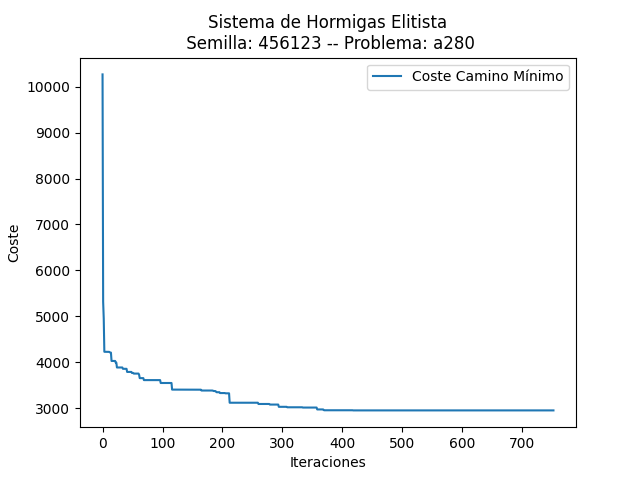 Sistema de Hormigas Elitista
Semilla: 456123 -- Problema: a280
Coste Camino Mínimo
10000
9000
8000
7000
6000
5000
4000
3000
Coste
0 100 200 300 400 500 600 700
Iteraciones